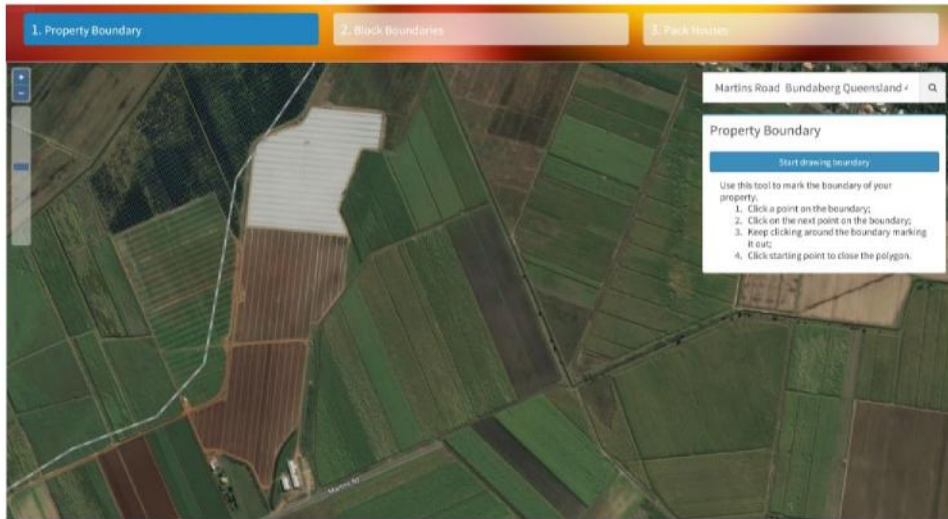 1. Property Boundary
2. Block Boundaries
3. Pack Houses
+
-
Martins Road Bundaberg Queensland
Property Boundary
Start drawing boundary
Use this tool to mark the boundary of your
property.
1. Click a point on the boundary;
2. Click on the next point on the boundary;
3. Keep clicking around the boundary marking
it out;
4. Click starting point to close the polygon.
Martins Rd